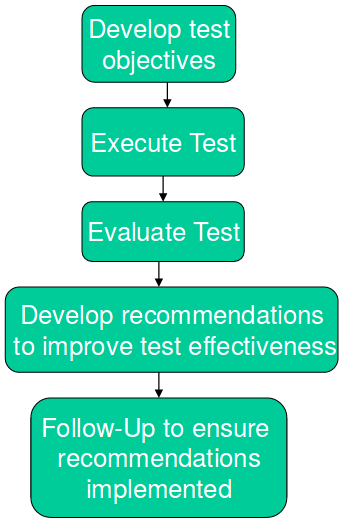 Develop test
objectives
Execute Test
Evaluate Test
Develop recommendations
to improve test effectiveness
Follow-Up to ensure
recommendations
implemented